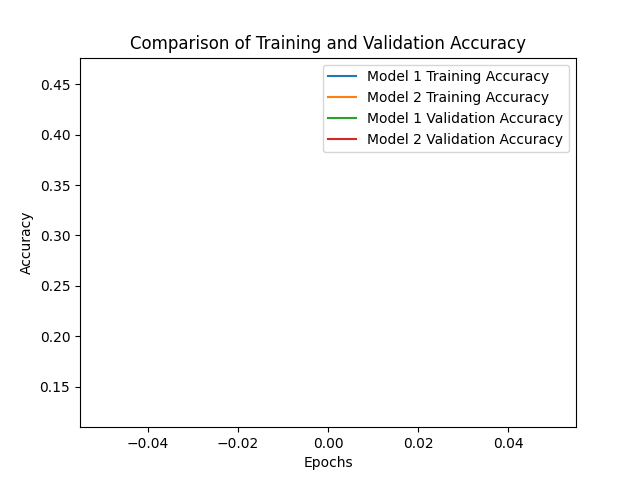 Comparison of Training and Validation Accuracy
Model 1 Training Accuracy
Model 2 Training Accuracy
Model 1 Validation Accuracy
Model 2 Validation Accuracy
0.45
0.40
0.35
0.30
0.25
0.20
0.15
Accuracy
−0.04 −0.02 0.00 0.02 0.04
Epochs